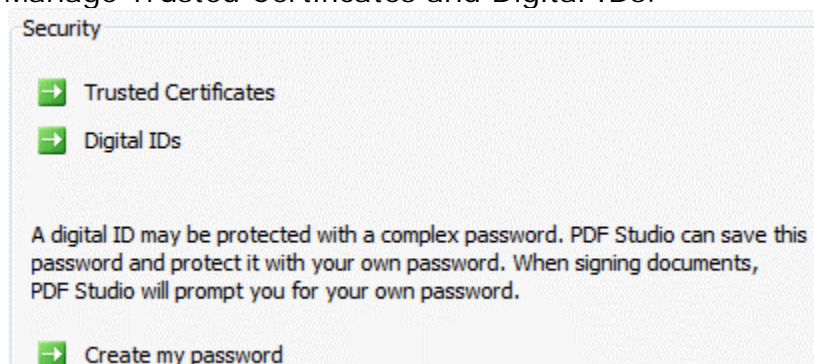 Manage Trusted Certificates and Digital IDs.
Security
Trusted Certificates
Digital IDs
A digital ID may be protected with a complex password. PDF Studio can save this
password and protect it with your own password. When signing documents,
PDF Studio will prompt you for your own password.
Create my password